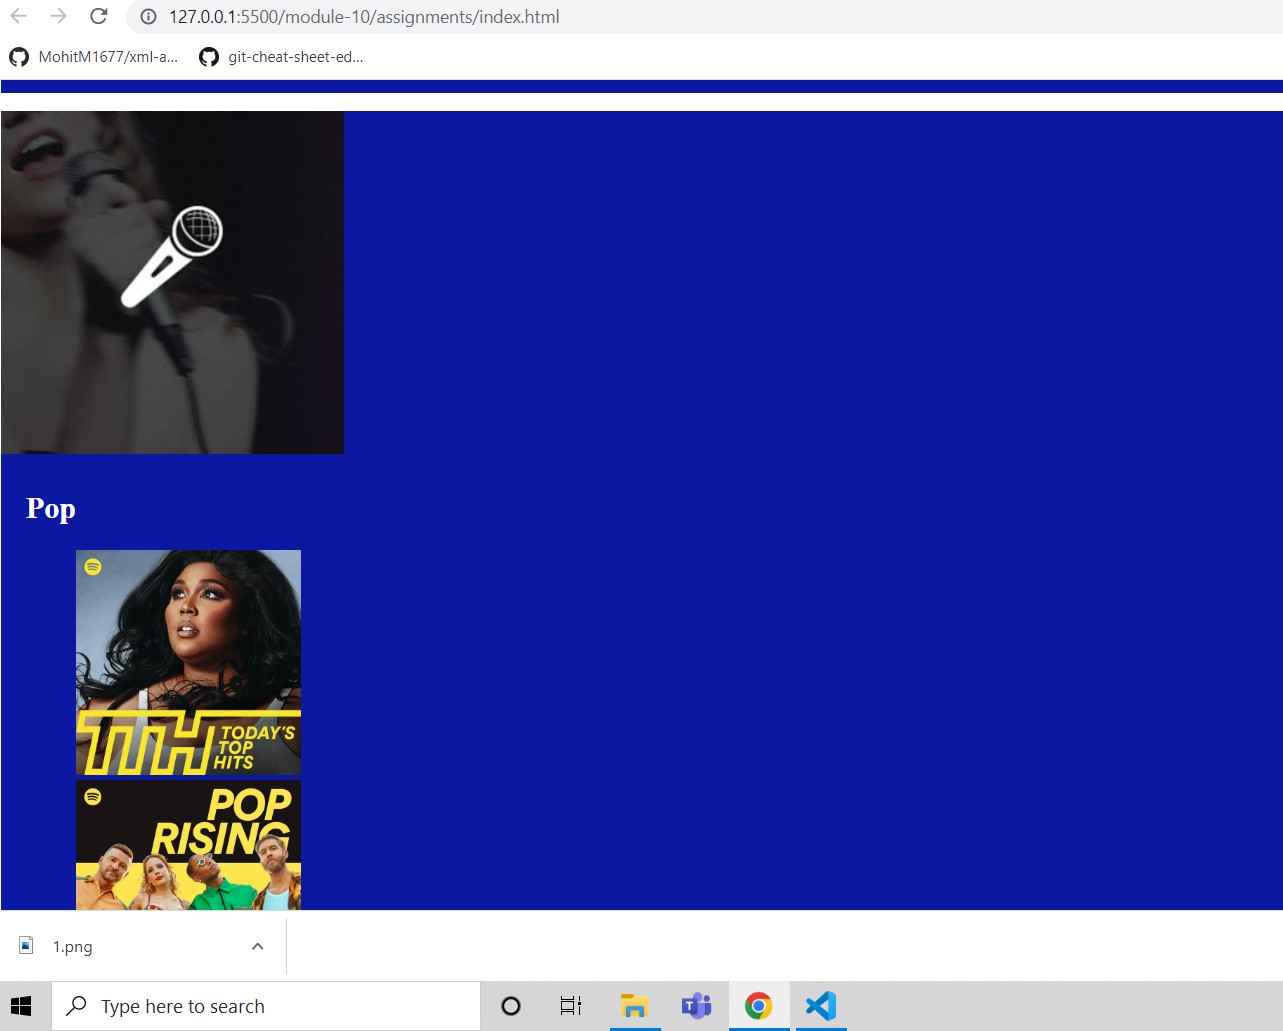 127.0.0.1:5500/module-10/assignments/index.html
MohitM1677/xml-a...
git-cheat-sheet-ed...
Pop
TTH
TODAY'S
TOP
HITS
POP
RISING
1.png
Type here to search